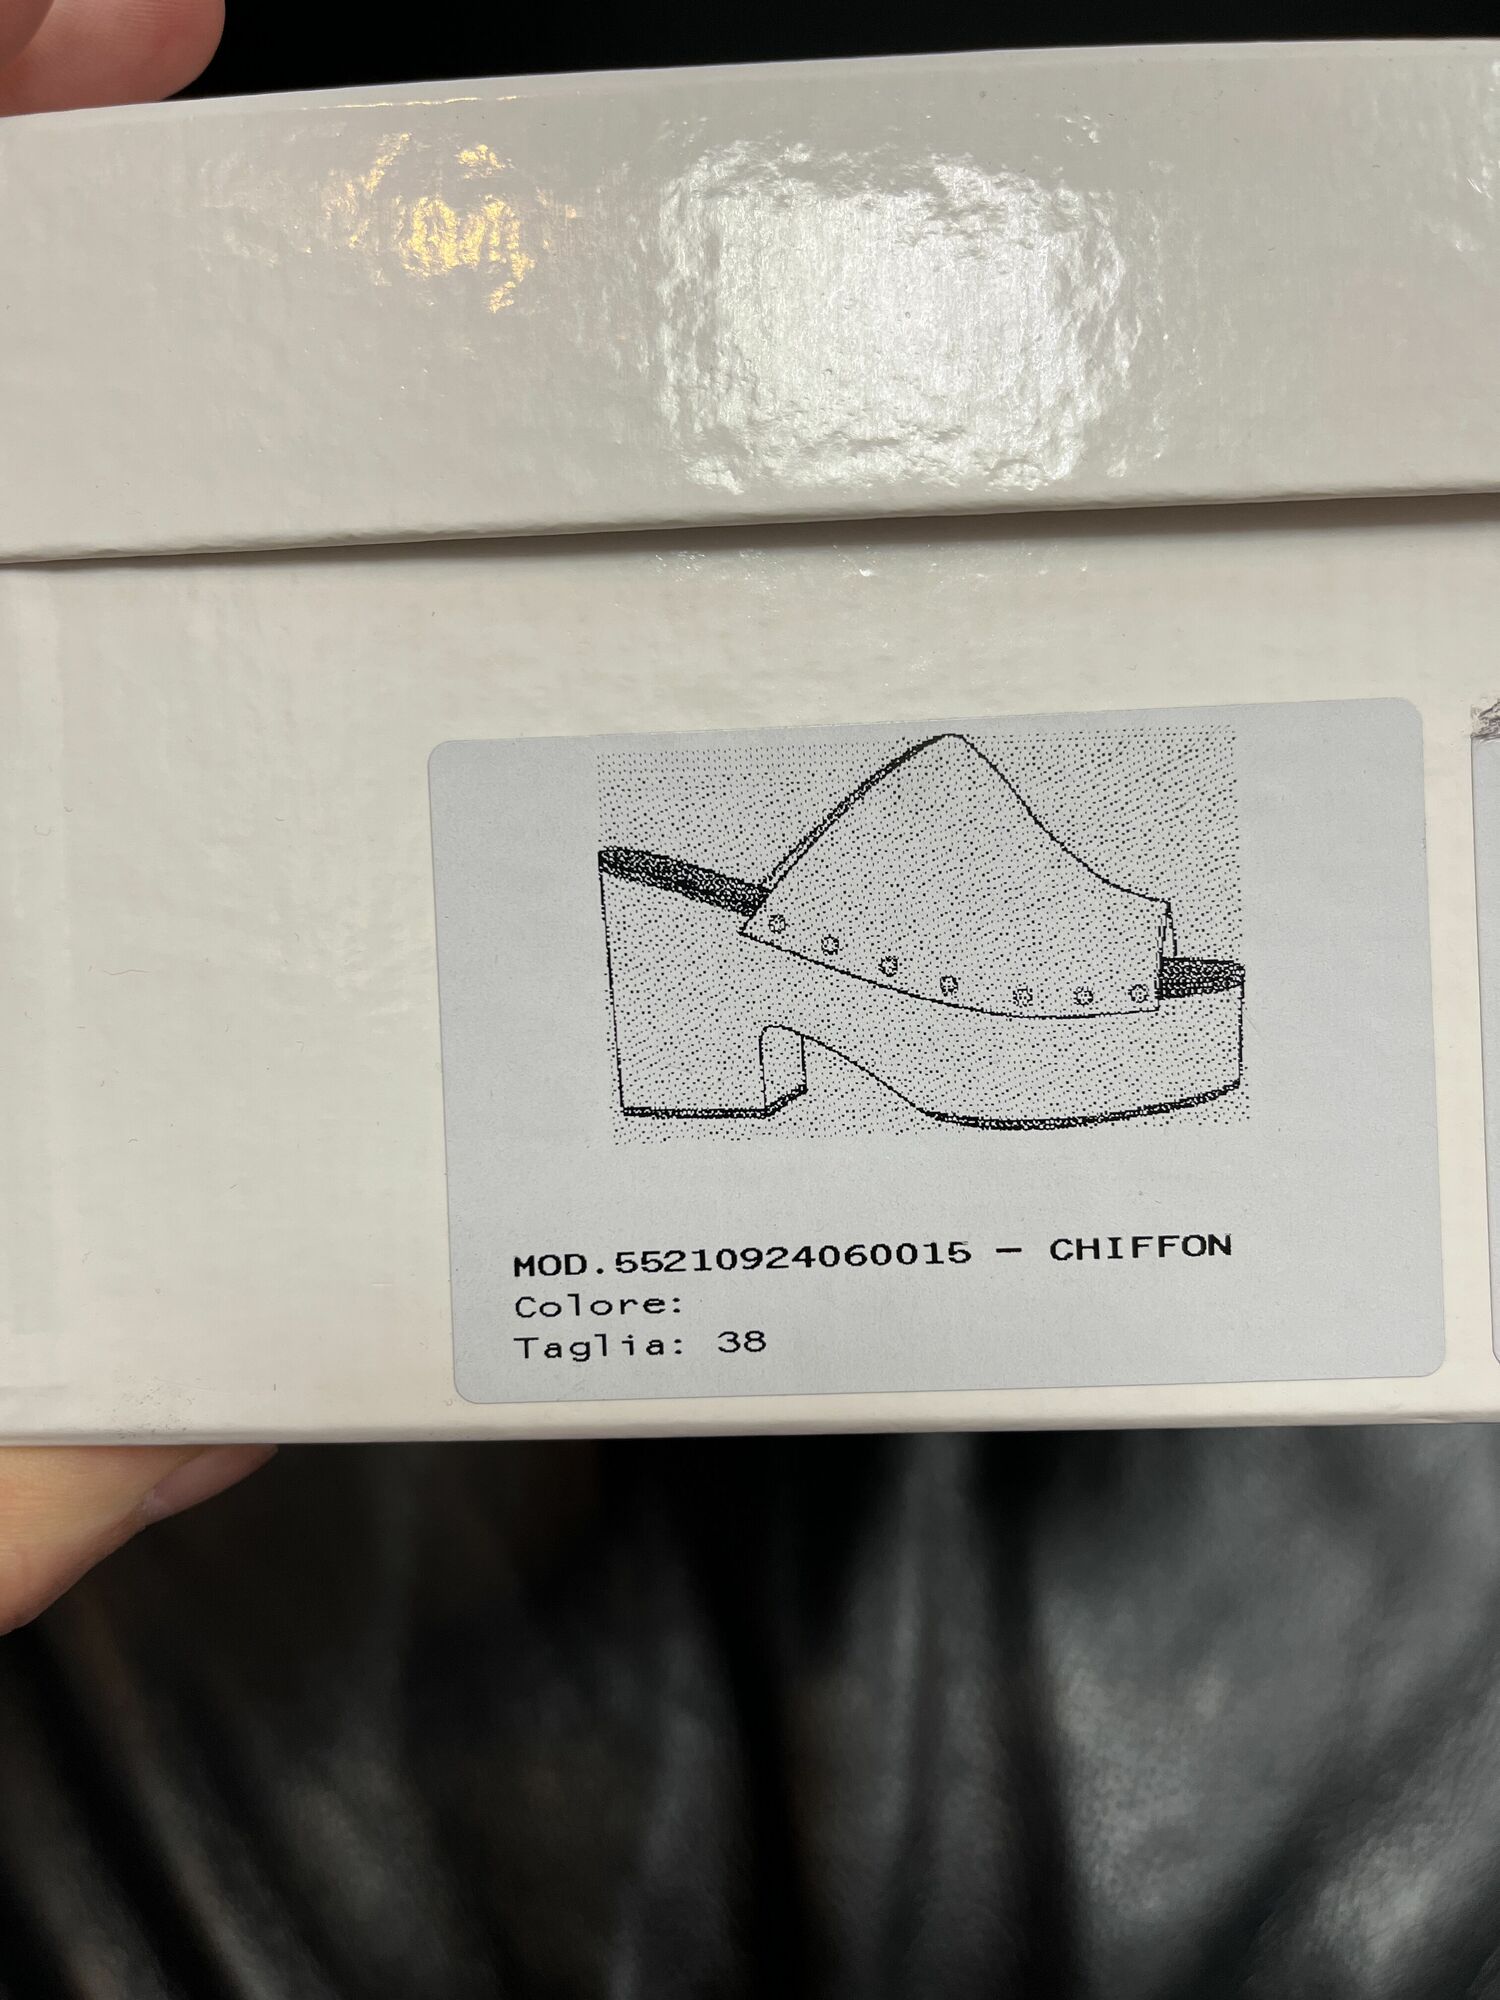 MOD.55210924060015 - CHIFFON
Colore:
Taglia: 38